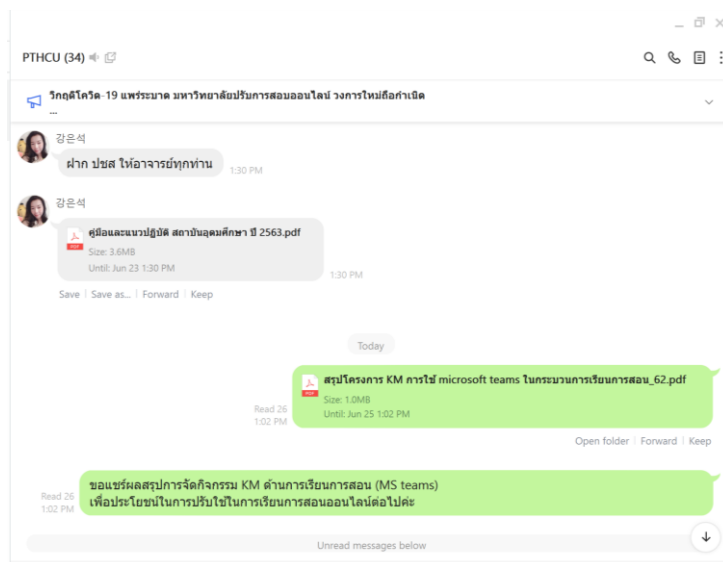 PTHCU (34)
วิกฤติโควิด-19 แพร่ระบาด มหาวิทยาลัยปรับการสอบออนไลน์ วงการใหม่ถือกำเนิด
...
강은석
ฝาก ปชส ให้อาจารย์ทุกท่าน
1:30 PM
강은석
คู่มือและแนวปฏิบัติ สถาบันอุดมศึกษา ปี 2563.pdf
PDF
Size: 3.6MB
Until: Jun 23 1:30 PM
1:30 PM
Save | Save as... | Forward | Keep
Today
สรุปโครงการ KM การใช้ microsoft teams ในกระบวนการเรียนการสอน_62.pdf
PDF
Size: 1.0MB
Until: Jun 25 1:02 PM
Read 26
1:02 PM
Open folder | Forward | Keep
ขอแชร์ผลสรุปการจัดกิจกรรม KM ด้านการเรียนการสอน (MS teams)
เพื่อประโยชน์ในการปรับใช้ในการเรียนการสอนออนไลน์ต่อไปค่ะ
Read 26
1:02 PM
Unread messages below